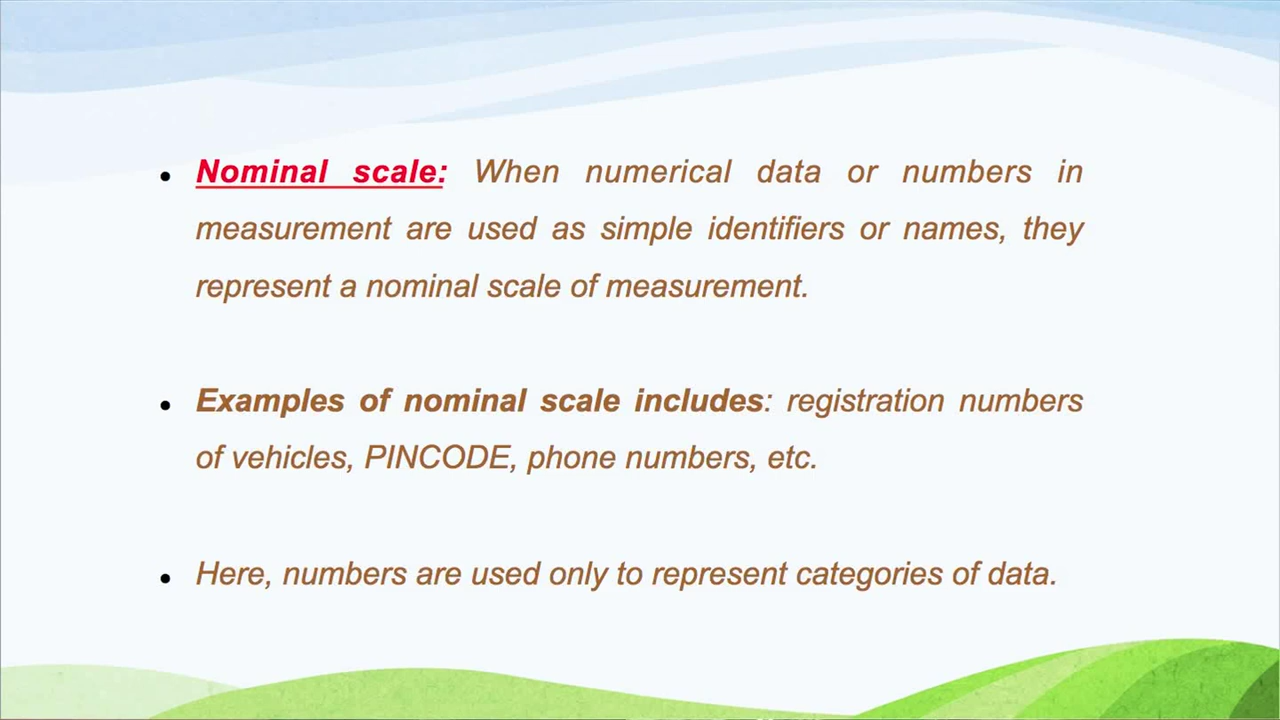 • Nominal scale: When numerical data or numbers in
measurement are used as simple identifiers or names, they
represent a nominal scale of measurement.
• Examples of nominal scale includes: registration numbers
of vehicles, PINCODE, phone numbers, etc.
• Here, numbers are used only to represent categories of data.